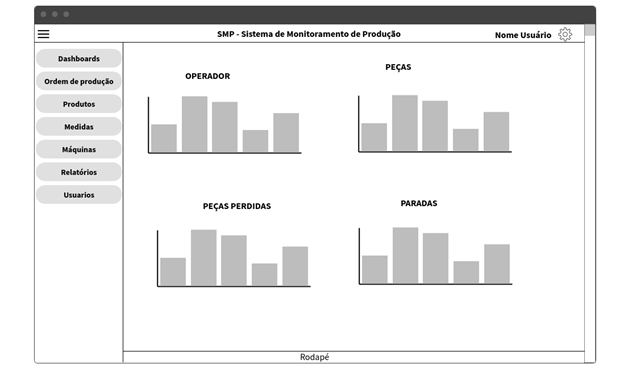 SMP - Sistema de Monitoramento de Produção
Nome Usuário
Dashboards
Ordem de produção
Produtos
Medidas
Máquinas
Relatórios
Usuarios
OPERADOR
PEÇAS
PEÇAS PERDIDAS
PARADAS
Rodapé